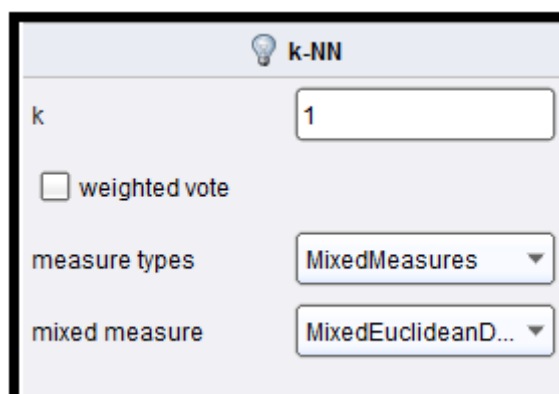 k-NN
k 1
weighted vote
measure types MixedMeasures
mixed measure MixedEuclideanD...